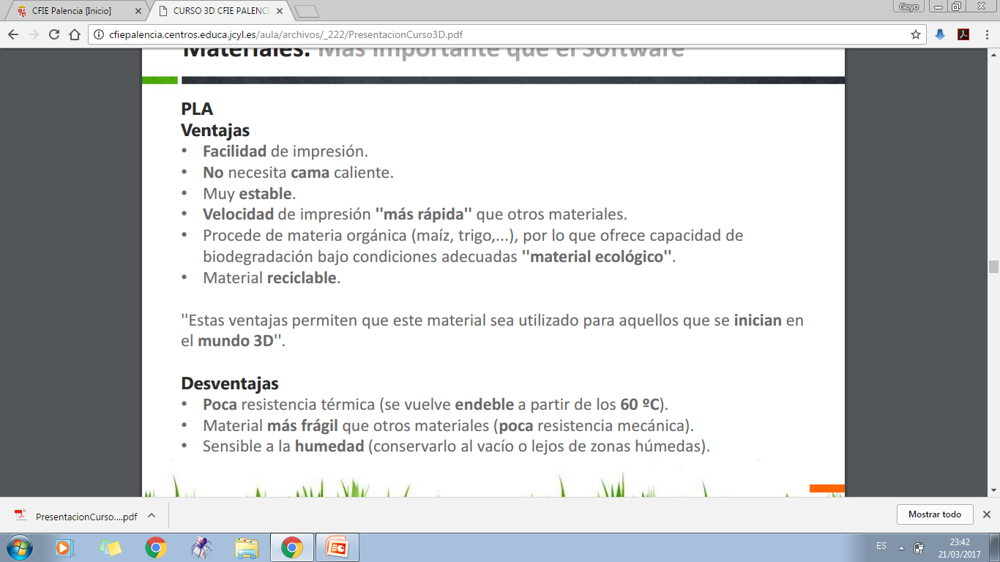 CFIE Palencia [Inicio]
CURSO 3D CFIE PALENCI
Goyo
cfiepalencia.centros.educa.jcyl.es/aula/archivos/_222/PresentacionCurso3D.pdf
Materiales. Más importante que el Software
PLA
Ventajas
• Facilidad de impresión.
• No necesita cama caliente.
• Muy estable.
• Velocidad de impresión "más rápida" que otros materiales.
• Procede de materia orgánica (maíz, trigo,...), por lo que ofrece capacidad de
biodegradación bajo condiciones adecuadas "material ecológico".
• Material reciclable.
"Estas ventajas permiten que este material sea utilizado para aquellos que se inician en
el mundo 3D".
Desventajas
• Poca resistencia térmica (se vuelve endeble a partir de los 60 ºC).
• Material más frágil que otros materiales (poca resistencia mecánica).
• Sensible a la humedad (conservarlo al vacío o lejos de zonas húmedas).
PresentacionCurso....pdf
Mostrar todo
ES
23:42
21/03/2017